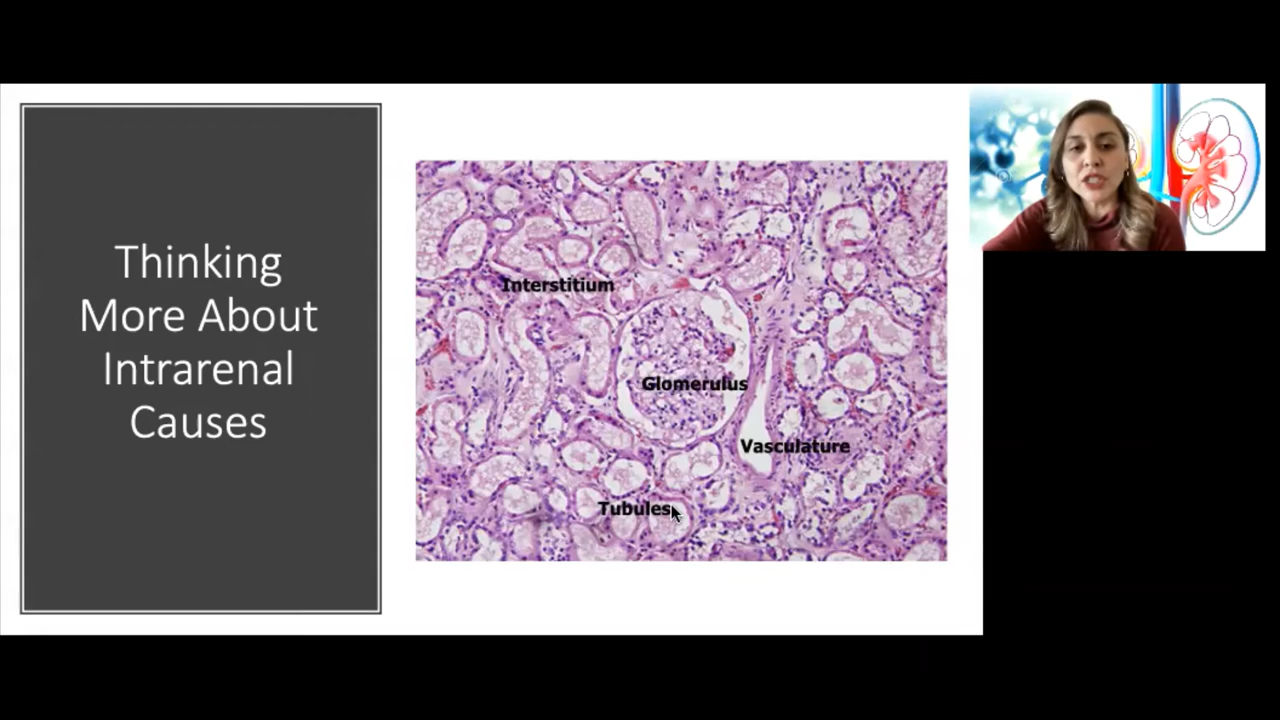 Thinking
More About
Intrarenal
Causes
Interstitium
Glomerulus
Vasculature
Tubules